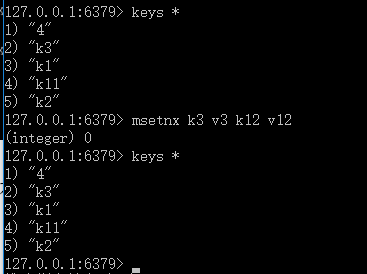 127.0.0.1:6379> keys *
1) "4"
2) "k3"
3) "k1"
4) "k11"
5) "k2"
127.0.0.1:6379> msetnx k3 v3 k12 v12
(integer) 0
127.0.0.1:6379> keys *
1) "4"
2) "k3"
3) "k1"
4) "k11"
5) "k2"
127.0.0.1:6379>